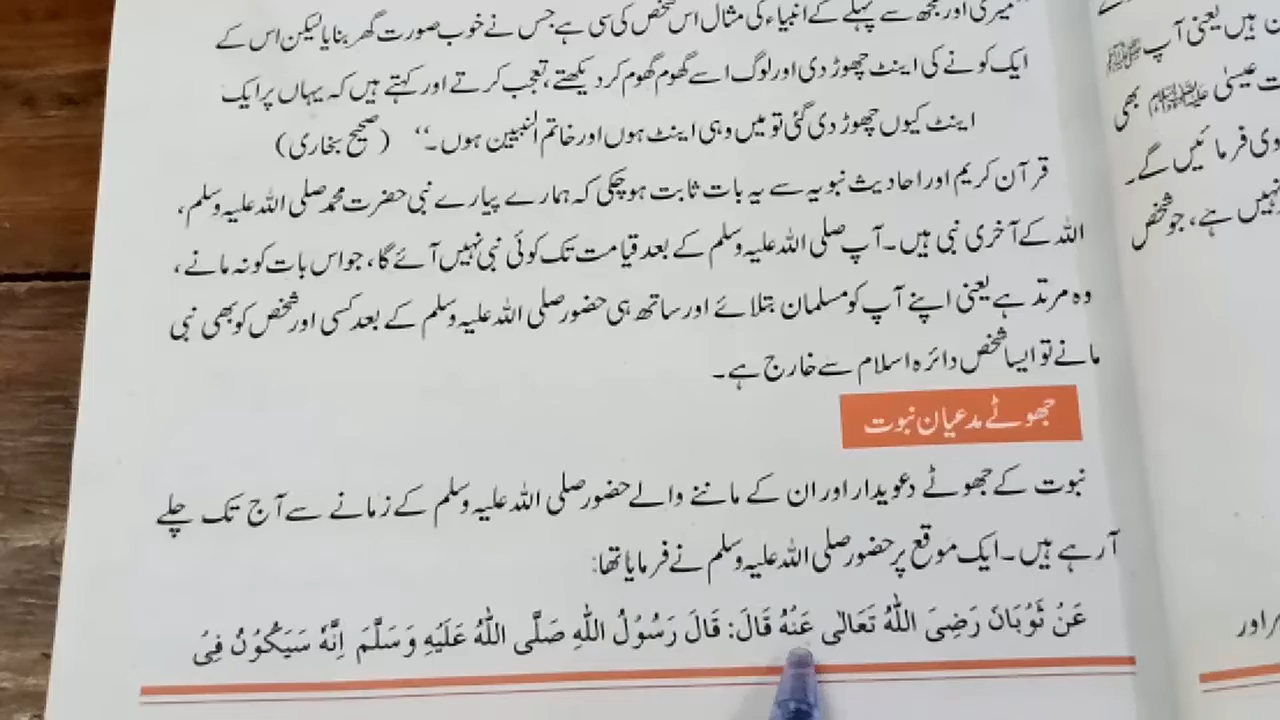 "میری اور مجھ سے پہلے کے انبیاء کی مثال اس شخص کی سی ہے جس نے خوب صورت گھر بنایا لیکن اس کے
ایک کونے کی اینٹ چھوڑ دی اور لوگ اسے گھوم گھوم کر دیکھتے، تعجب کرتے اور کہتے ہیں کہ یہاں پر ایک
اینٹ کیوں چھوڑ دی گئی تو میں وہی اینٹ ہوں اور خاتم النبیین ہوں۔“ (صحیح بخاری)
قرآن کریم اور احادیث نبویہ سے یہ بات ثابت ہو چکی کہ ہمارے پیارے نبی حضرت محمد صلی اللہ علیہ وسلم،
اللہ کے آخری نبی ہیں۔ آپ صلی اللہ علیہ وسلم کے بعد قیامت تک کوئی نبی نہیں آئے گا، جو اس بات کو نہ مانے،
وہ مرتد ہے یعنی اپنے آپ کو مسلمان بتلائے اور ساتھ ہی حضور صلی اللہ علیہ وسلم کے بعد کسی اور شخص کو بھی نبی
مانے تو ایسا شخص دائرہ اسلام سے خارج ہے۔
جھوٹے مدعیان نبوت
نبوت کے جھوٹے دعویدار اور ان کے ماننے والے حضور صلی اللہ علیہ وسلم کے زمانے سے آج تک چلے
آرہے ہیں۔ ایک موقع پر حضور صلی اللہ علیہ وسلم نے فرمایا تھا:
عَنْ ثَوْبَانَ رَضِیَ اللّٰهُ تَعَالٰی عَنْهُ قَالَ: قَالَ رَسُوْلُ اللّٰهِ صَلَّی اللّٰهُ عَلَیْهِ وَسَلَّمَ اِنَّهٗ سَیَكُوْنُ فِیْ
ن ہیں یعنی آپ ﷺ
ت عیسیٰ علیہ السلام بھی
وی فرمائیں گے۔
نہیں ہے، جو شخص
اور